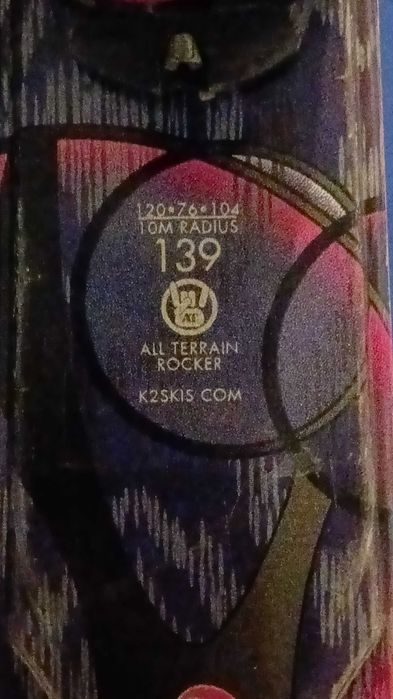 120•76•104
10M RADIUS
139
ALL TERRAIN
ROCKER
K2SKIS COM